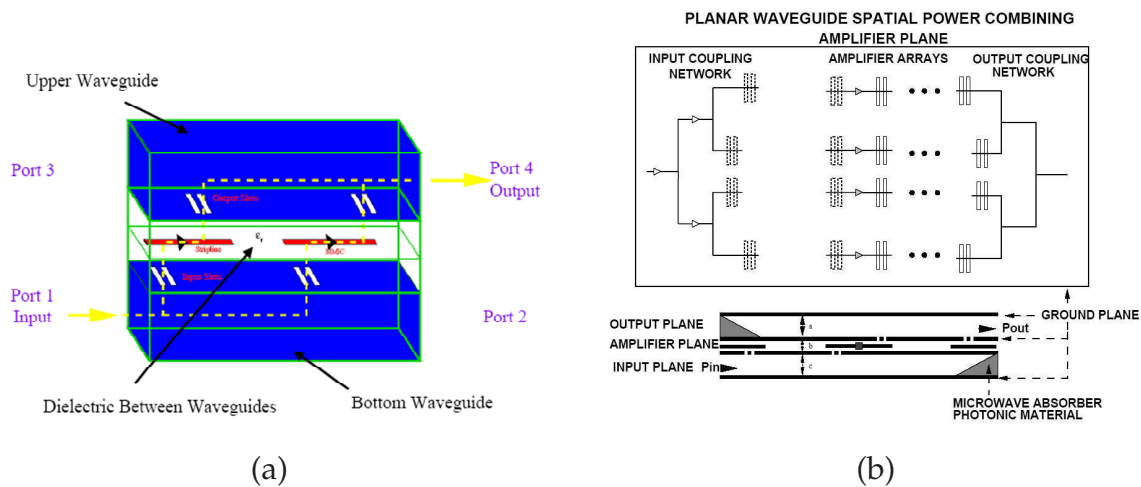 Upper Waveguide
Port 3
Port 4
Output
Output Slots
εr
Stripline
MMIC
Input Slots
Port 1
Input
Port 2
Dielectric Between Waveguides
Bottom Waveguide
(a)
PLANAR WAVEGUIDE SPATIAL POWER COMBINING
AMPLIFIER PLANE
INPUT COUPLING
NETWORK
AMPLIFIER ARRAYS
OUTPUT COUPLING
NETWORK
GROUND PLANE
OUTPUT PLANE
a
Pout
AMPLIFIER PLANE
b
INPUT PLANE Pin
c
MICROWAVE ABSORBER
PHOTONIC MATERIAL
(b)